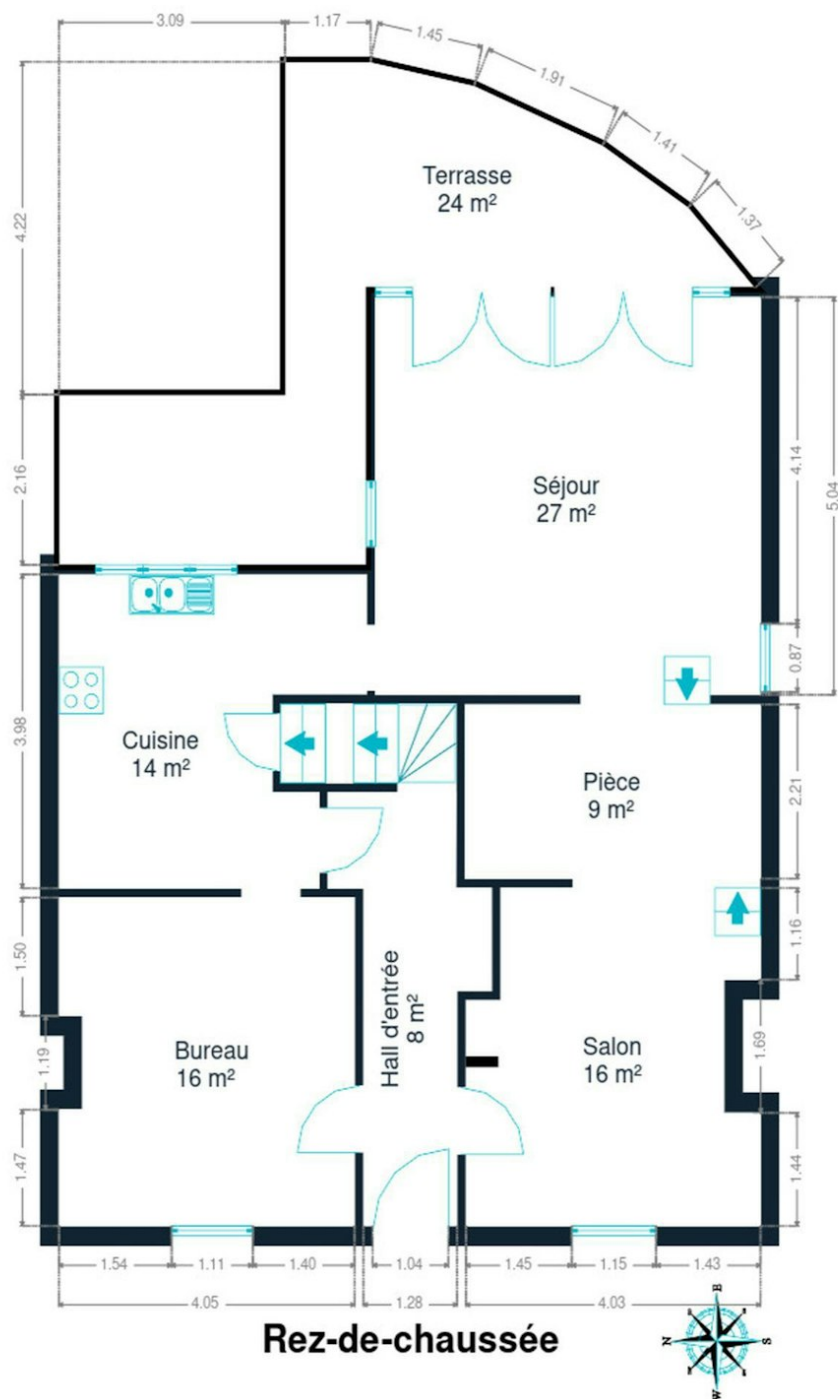 3.09
1.17
1.45
1.91
1.41
1.37
4.22
Terrasse
24 m²
2.16
4.14
5.04
Séjour
27 m²
0.87
3.98
Cuisine
14 m²
Pièce
9 m²
2.21
1.50
1.16
Hall d'entrée
8 m²
1.19
Bureau
16 m²
Salon
16 m²
1.69
1.47
1.44
1.54
1.11
1.40
1.04
1.45
1.15
1.43
4.05
1.28
4.03
Rez-de-chaussée
E
N
S
W